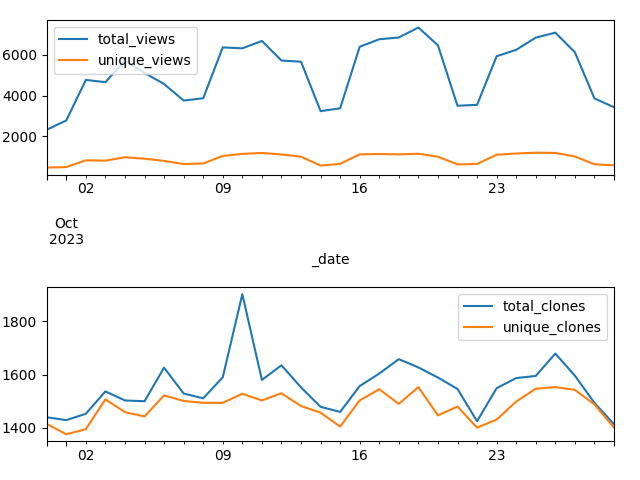 total_views
unique_views
6000
4000
2000
02 09 16 23
Oct
2023
_date
total_clones
unique_clones
1800
1600
1400
02 09 16 23